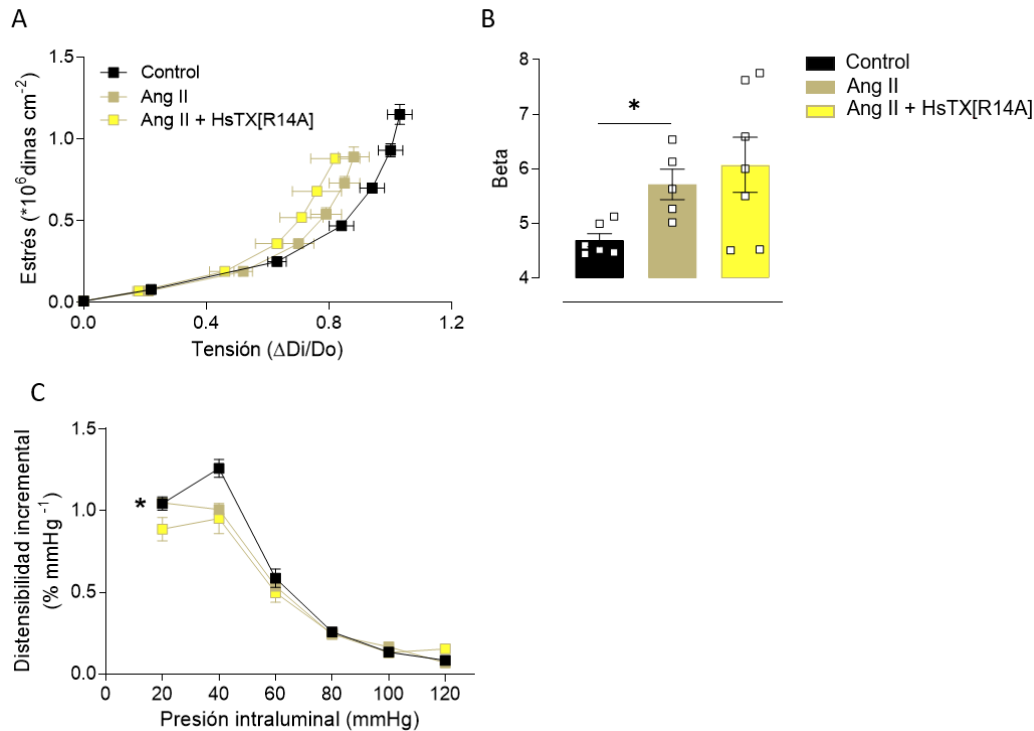 A
Estrés (*10⁶dinas cm⁻²)
1.5
1.0
0.5
0.0
Control
Ang II
Ang II + HsTX[R14A]
0.0 0.4 0.8 1.2
Tensión (ΔDi/Do)
B
Beta
8
7
6
5
4
*
Control
Ang II
Ang II + HsTX[R14A]
C
Distensibilidad incremental
(% mmHg⁻¹)
1.5
1.0
0.5
0.0
*
0 20 40 60 80 100 120
Presión intraluminal (mmHg)